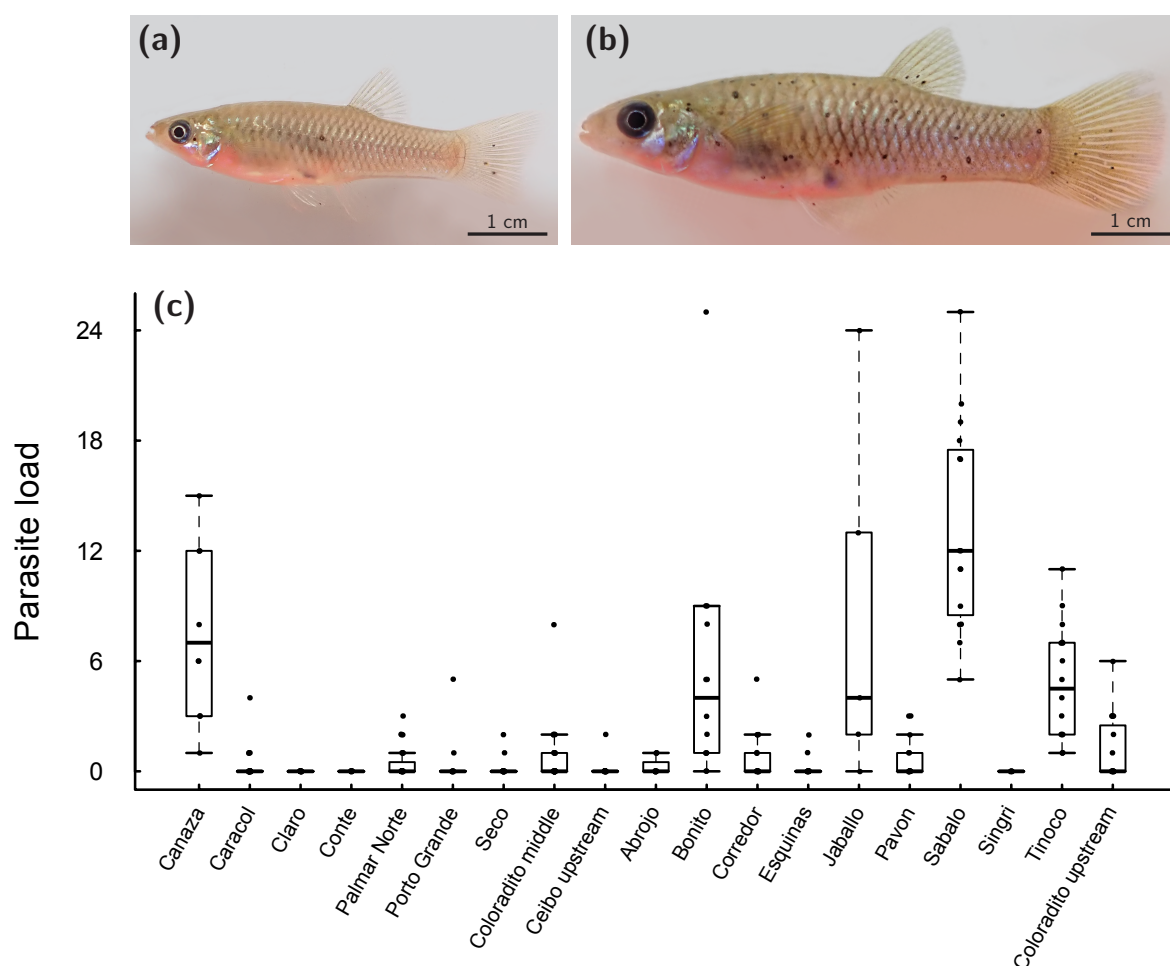 (a)
(b)
1 cm
1 cm
(c)
Parasite load
24
18
12
6
0
Canaza
Caracol
Claro
Conte
Palmar Norte
Porto Grande
Seco
Coloradito middle
Ceibo upstream
Abrojo
Bonito
Corredor
Esquinas
Jaballo
Pavon
Sabalo
Singri
Tinoco
Coloradito upstream